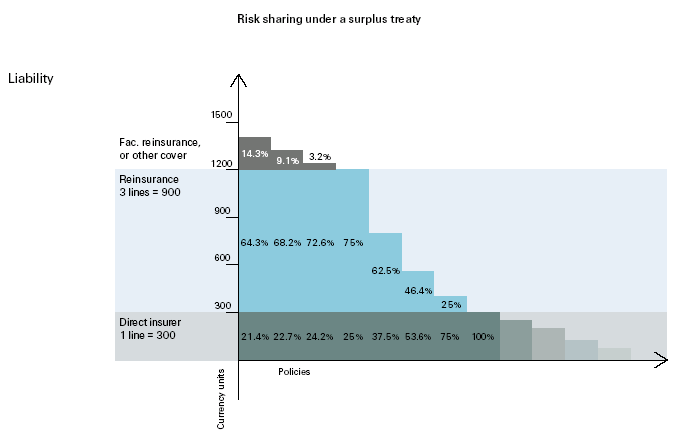 Risk sharing under a surplus treaty
Liability
1500
Fac. reinsurance,
or other cover
14.3% 9.1% 3.2%
1200
Reinsurance
3 lines = 900
900
64.3% 68.2% 72.6% 75%
600
62.5%
46.4%
300
25%
Direct insurer
1 line = 300
21.4% 22.7% 24.2% 25% 37.5% 53.6% 75% 100%
Policies
Currency units